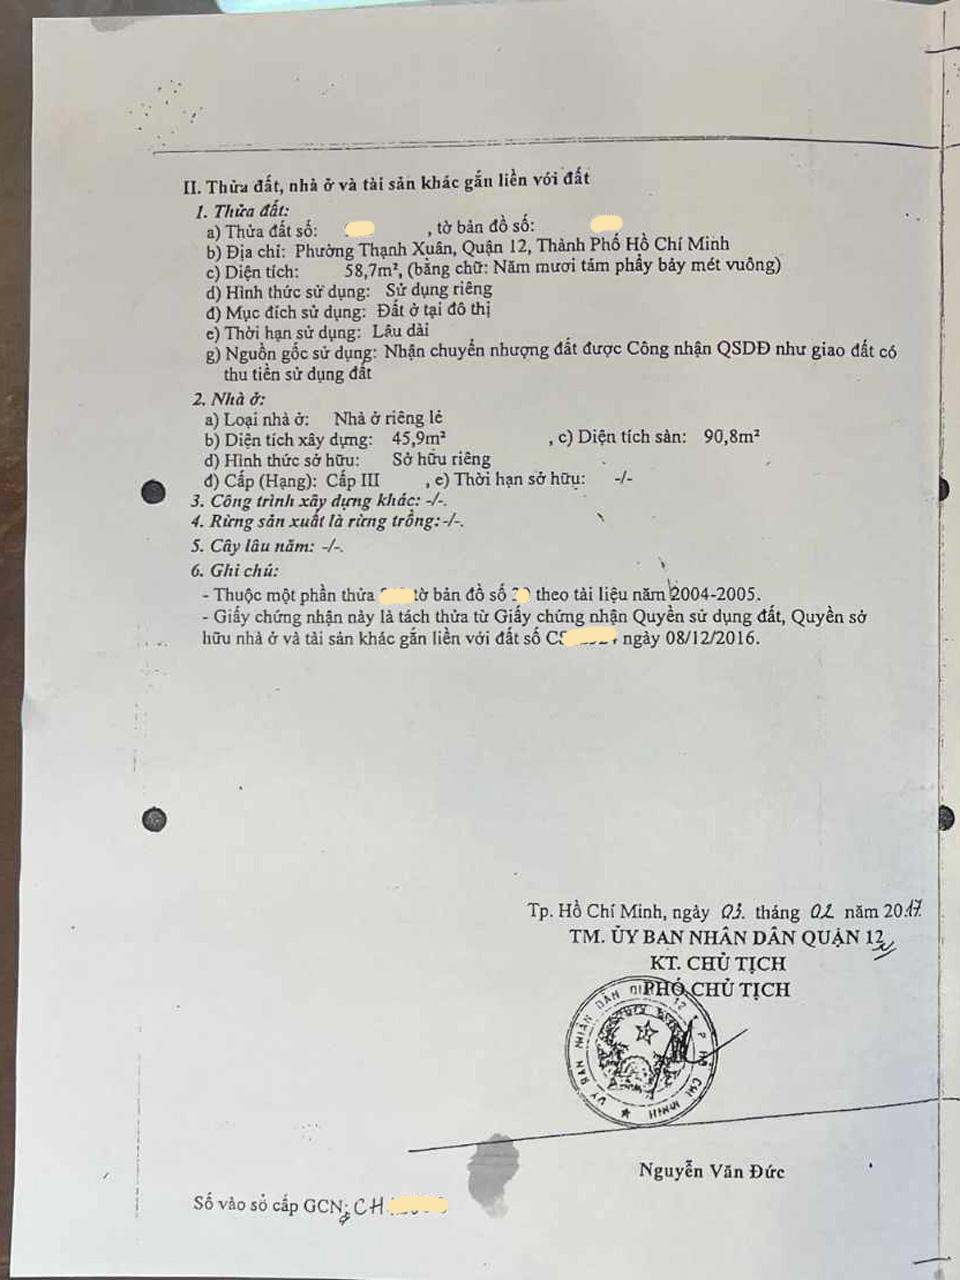 II. Thửa đất, nhà ở và tài sản khác gắn liền với đất
1. Thửa đất:
a) Thửa đất số: , tờ bản đồ số:
b) Địa chỉ: Phường Thạnh Xuân, Quận 12, Thành Phố Hồ Chí Minh
c) Diện tích: 58,7m², (bằng chữ: Năm mươi tám phẩy bảy mét vuông)
d) Hình thức sử dụng: Sử dụng riêng
đ) Mục đích sử dụng: Đất ở tại đô thị
e) Thời hạn sử dụng: Lâu dài
g) Nguồn gốc sử dụng: Nhận chuyển nhượng đất được Công nhận QSDĐ như giao đất có
thu tiền sử dụng đất
2. Nhà ở:
a) Loại nhà ở: Nhà ở riêng lẻ
b) Diện tích xây dựng: 45,9m² , c) Diện tích sàn: 90,8m²
d) Hình thức sở hữu: Sở hữu riêng
đ) Cấp (Hạng): Cấp III , e) Thời hạn sở hữu: -/-
3. Công trình xây dựng khác: -/-.
4. Rừng sản xuất là rừng trồng: -/-.
5. Cây lâu năm: -/-.
6. Ghi chú:
- Thuộc một phần thửa tờ bản đồ số theo tài liệu năm 2004-2005.
- Giấy chứng nhận này là tách thửa từ Giấy chứng nhận Quyền sử dụng đất, Quyền sở
hữu nhà ở và tài sản khác gắn liền với đất số ngày 08/12/2016.
Tp. Hồ Chí Minh, ngày 03. tháng 02 năm 2017
TM. ỦY BAN NHÂN DÂN QUẬN 12
KT. CHỦ TỊCH
PHÓ CHỦ TỊCH
ỦY BAN NHÂN DÂN 12 P HỒ CHÍ MINH
Nguyễn Văn Đức
Số vào sổ cấp GCN: CH